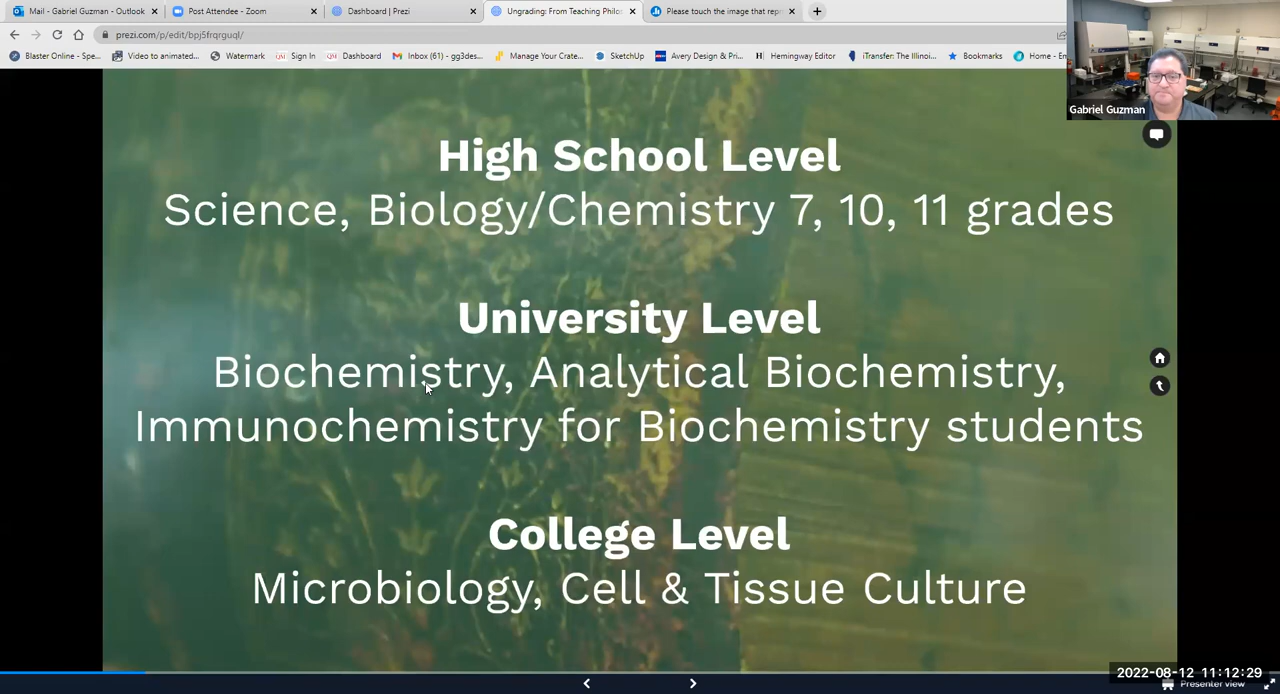 Mail - Gabriel Guzman - Outlook
Post Attendee - Zoom
Dashboard | Prezi
Ungrading: From Teaching Philo
Please touch the image that rep
prezi.com/p/edit/bpj5frqrguql/
Blaster Online - Spe...
Video to animated...
Watermark
Sign In
Dashboard
Inbox (61) - gg3des...
Manage Your Crate...
SketchUp
Avery Design & Pri...
Hemingway Editor
iTransfer: The Illinoi...
Bookmarks
Home - En
Gabriel Guzman
High School Level
Science, Biology/Chemistry 7, 10, 11 grades
University Level
Biochemistry, Analytical Biochemistry,
Immunochemistry for Biochemistry students
College Level
Microbiology, Cell & Tissue Culture
2022-08-12 11:12:29
Presenter view